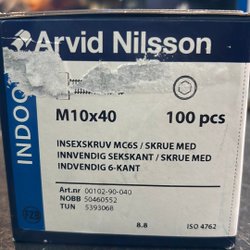 Arvid Nilsson
INDOO
M10x40 100 pcs
INSEXSKRUV MC6S / SKRUE MED
INNVENDIG SEKSKANT / SKRUE MED
INDVENDIG 6-KANT
Art.nr 00102-90-040
NOBB 50460552
TUN 5393068
FZB
8.8 ISO 4762